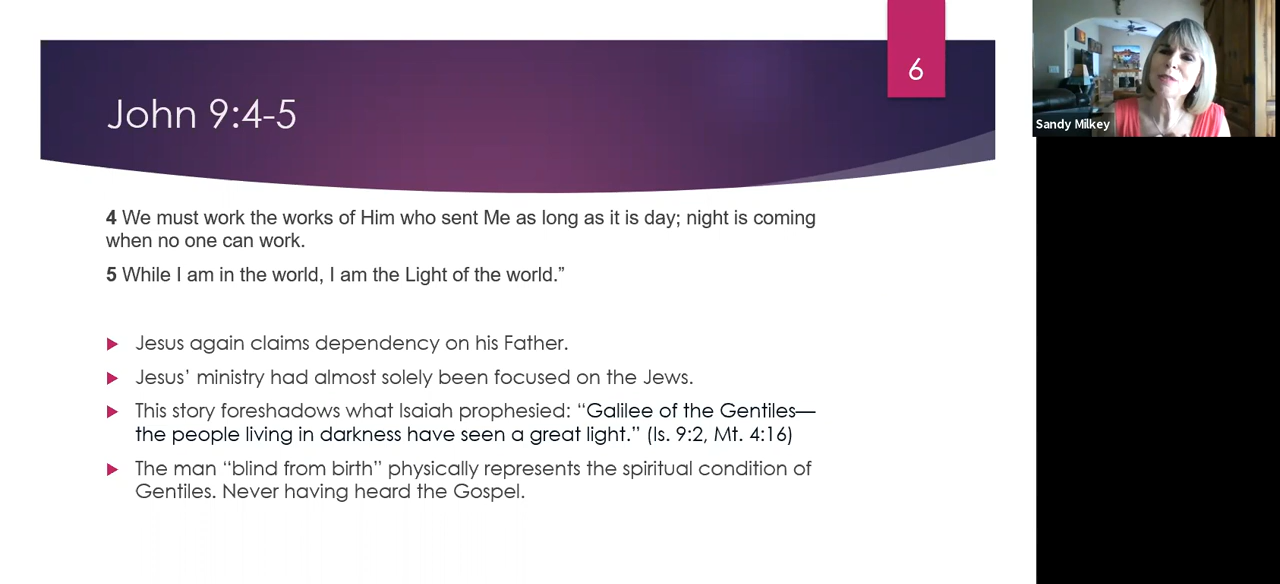 6
Sandy Milkey
John 9:4-5
4 We must work the works of Him who sent Me as long as it is day; night is coming
when no one can work.
5 While I am in the world, I am the Light of the world.”
Jesus again claims dependency on his Father.
Jesus’ ministry had almost solely been focused on the Jews.
This story foreshadows what Isaiah prophesied: “Galilee of the Gentiles—
the people living in darkness have seen a great light.” (Is. 9:2, Mt. 4:16)
The man “blind from birth” physically represents the spiritual condition of
Gentiles. Never having heard the Gospel.